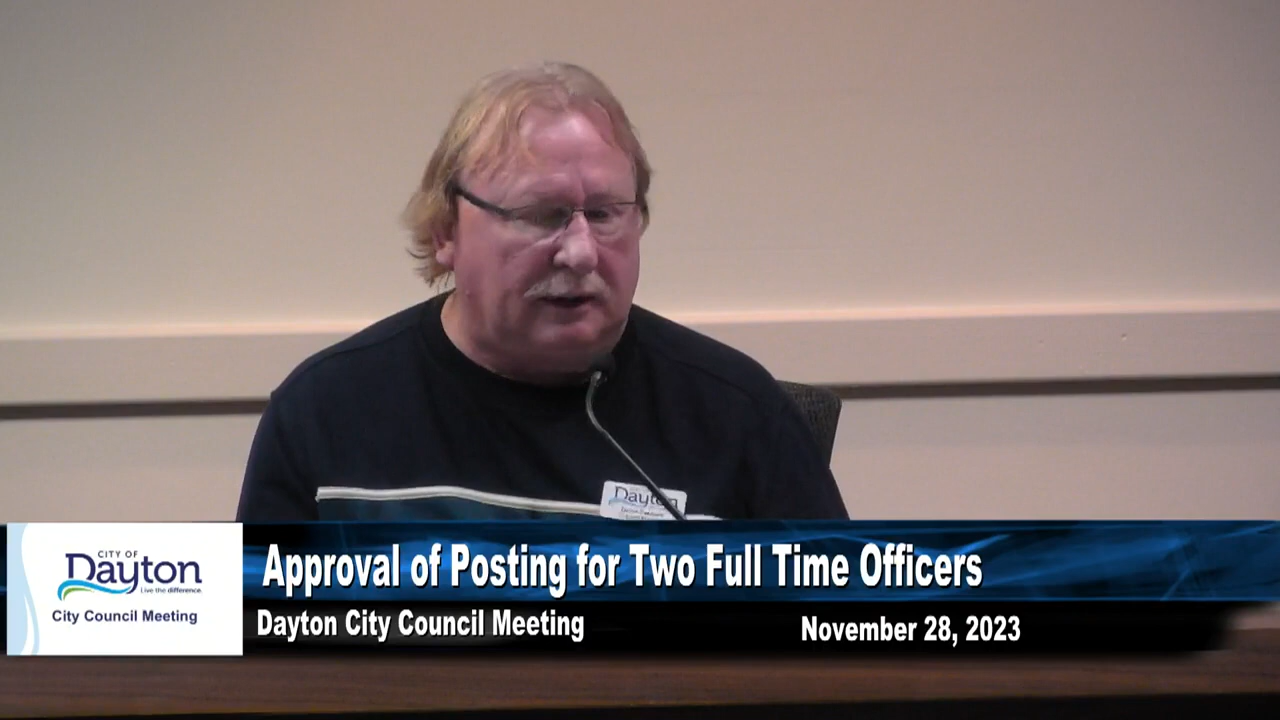 Dayton
CITY OF
Dayton
Live the difference.
City Council Meeting
Approval of Posting for Two Full Time Officers
Dayton City Council Meeting
November 28, 2023